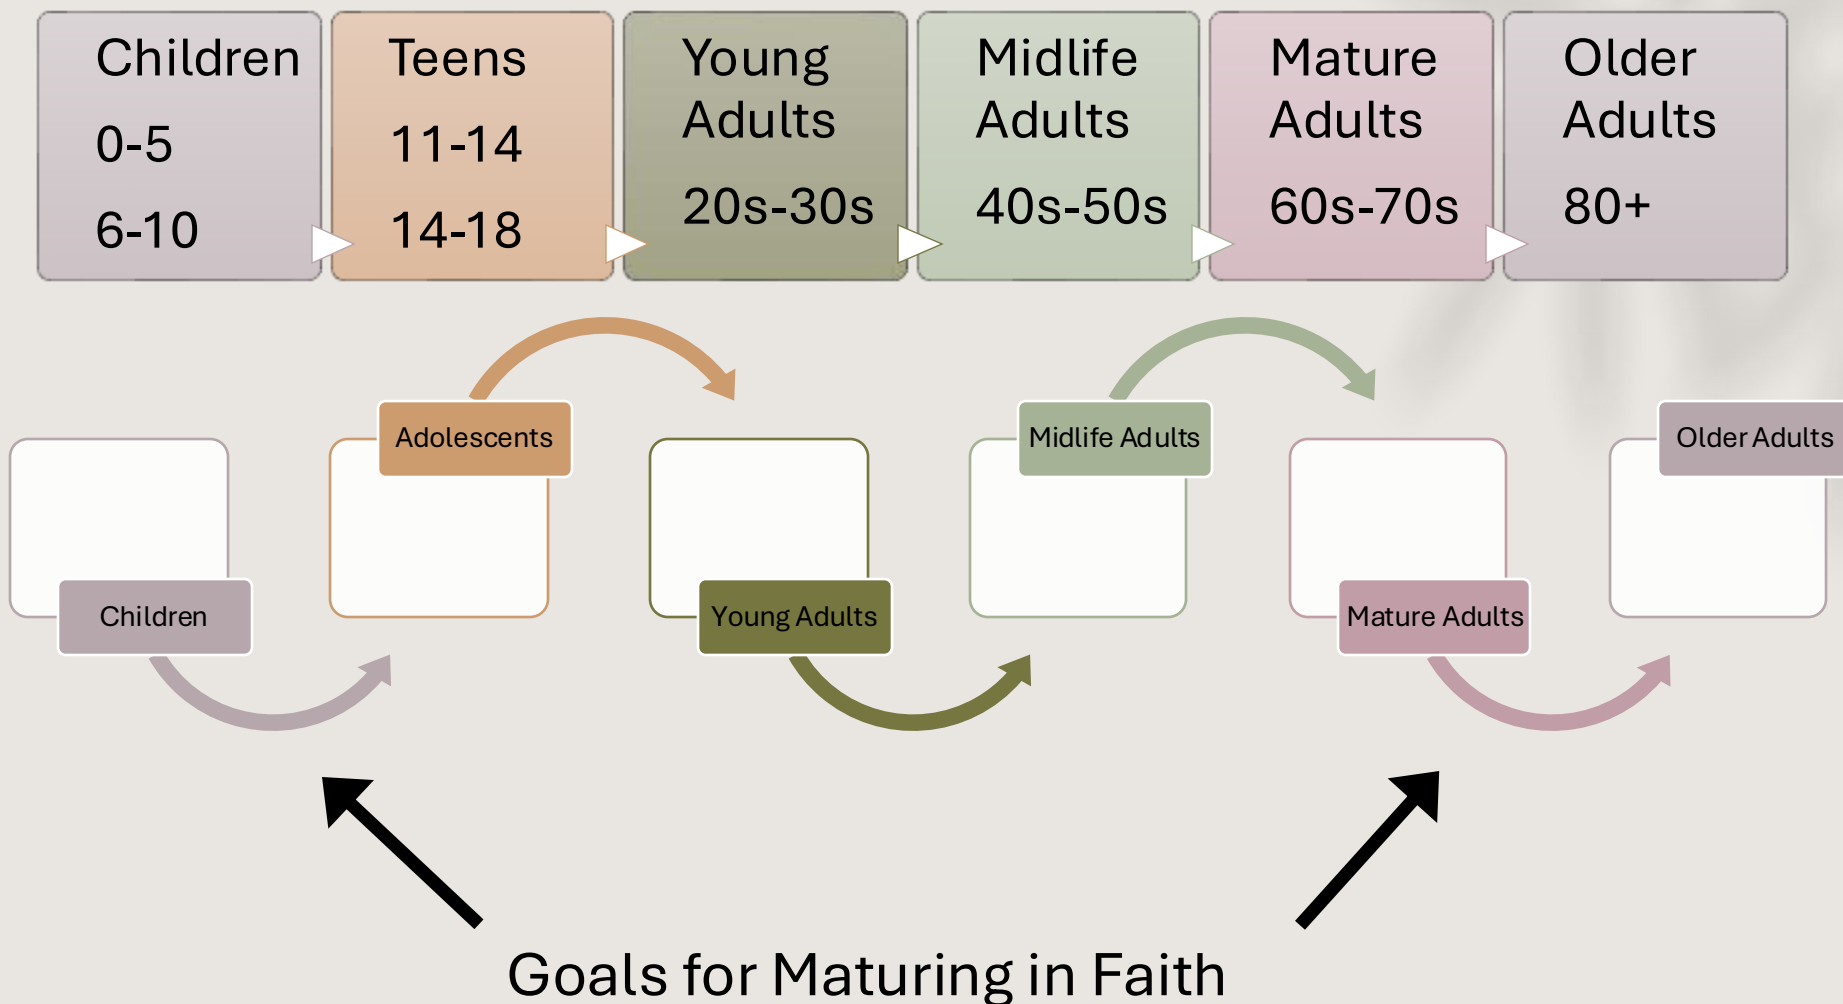 Children
0-5
6-10
Teens
11-14
14-18
Young
Adults
20s-30s
Midlife
Adults
40s-50s
Mature
Adults
60s-70s
Older
Adults
80+
Adolescents
Midlife Adults
Older Adults
Children
Young Adults
Mature Adults
Goals for Maturing in Faith